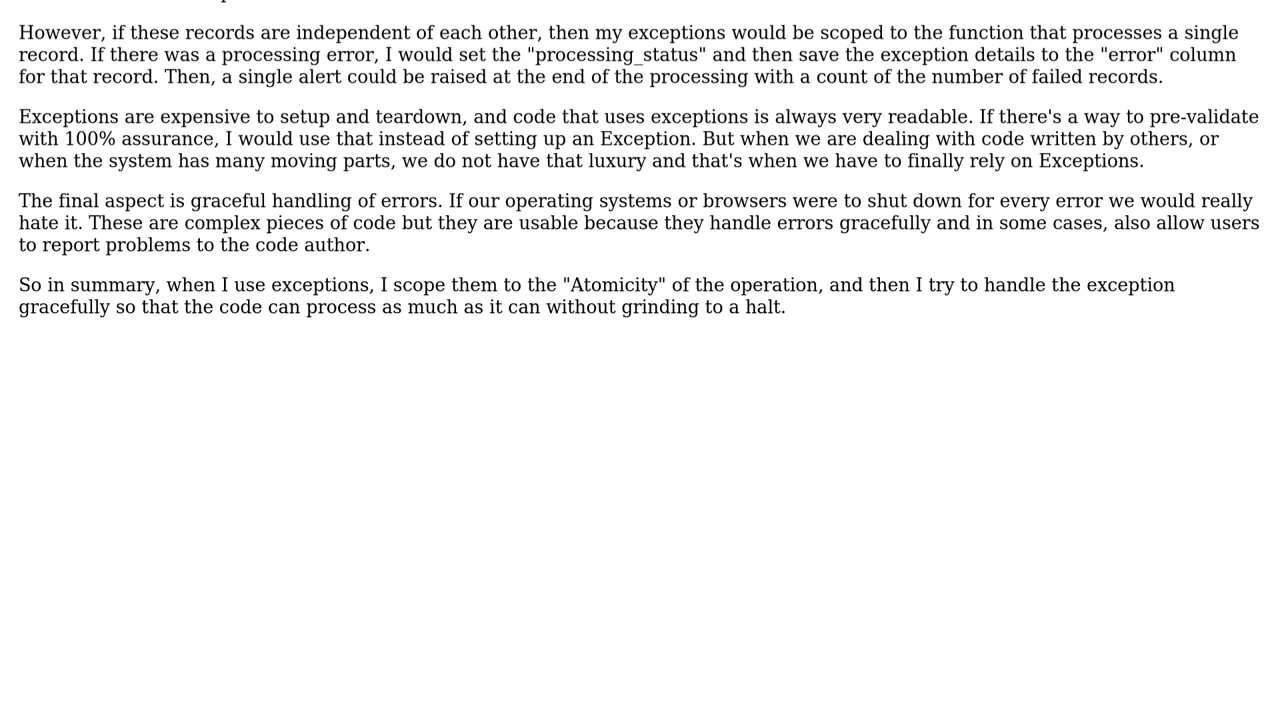 However, if these records are independent of each other, then my exceptions would be scoped to the function that processes a single
record. If there was a processing error, I would set the "processing_status" and then save the exception details to the "error" column
for that record. Then, a single alert could be raised at the end of the processing with a count of the number of failed records.
Exceptions are expensive to setup and teardown, and code that uses exceptions is always very readable. If there's a way to pre-validate
with 100% assurance, I would use that instead of setting up an Exception. But when we are dealing with code written by others, or
when the system has many moving parts, we do not have that luxury and that's when we have to finally rely on Exceptions.
The final aspect is graceful handling of errors. If our operating systems or browsers were to shut down for every error we would really
hate it. These are complex pieces of code but they are usable because they handle errors gracefully and in some cases, also allow users
to report problems to the code author.
So in summary, when I use exceptions, I scope them to the "Atomicity" of the operation, and then I try to handle the exception
gracefully so that the code can process as much as it can without grinding to a halt.